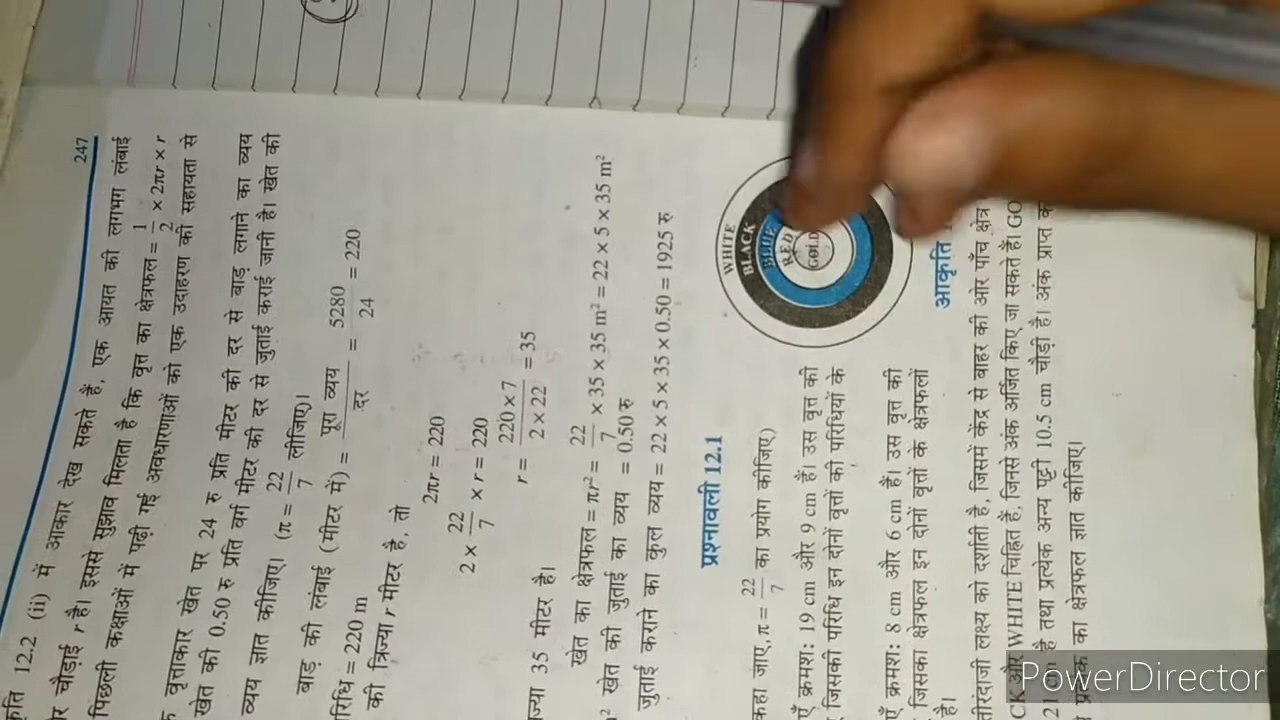 247
कृति 12.2 (ii) में आकार देख सकते हैं, एक आयत की लगभग लंबाई
र चौड़ाई r है। इससे सुझाव मिलता है कि वृत्त का क्षेत्रफल = 1/2 × 2πr × r
पिछली कक्षाओं में पढ़ी गई अवधारणाओं को एक उदाहरण की सहायता से
वृत्ताकार खेत पर 24 रु प्रति मीटर की दर से बाड़ लगाने का व्यय
खेत की 0.50 रु प्रति वर्ग मीटर की दर से जुताई कराई जानी है। खेत की
व्यय ज्ञात कीजिए। (π = 22/7 लीजिए)।
बाड़ की लंबाई (मीटर में) = पूरा व्यय/दर = 5280/24 = 220
रिधि = 220 m
की त्रिज्या r मीटर है, तो
2πr = 220
2 × 22/7 × r = 220
r = 220 × 7/2 × 22 = 35
ज्या 35 मीटर है।
खेत का क्षेत्रफल = πr² = 22/7 × 35 × 35 m² = 22 × 5 × 35 m²
² खेत की जुताई का व्यय = 0.50 रु
जुताई कराने का कुल व्यय = 22 × 5 × 35 × 0.50 = 1925 रु
प्रश्नावली 12.1
कहा जाए, π = 22/7 का प्रयोग कीजिए)
एँ क्रमश: 19 cm और 9 cm हैं। उस वृत्त की
जिसकी परिधि इन दोनों वृत्तों की परिधियों के
एँ क्रमश: 8 cm और 6 cm हैं। उस वृत्त की
जिसका क्षेत्रफल इन दोनों वृत्तों के क्षेत्रफलों
है।
WHITE
BLACK
BLUE
RED
GOLD
आकृति
तीरंदाजी लक्ष्य को दर्शाती है, जिसमें केंद्र से बाहर की ओर पाँच क्षेत्र
CK और WHITE चिह्नित हैं, जिनसे अंक अर्जित किए जा सकते हैं। GO
21 cm है तथा प्रत्येक अन्य पट्टी 10.5 cm चौड़ी है। अंक प्राप्त क
प्रत्येक का क्षेत्रफल ज्ञात कीजिए।
PowerDirector